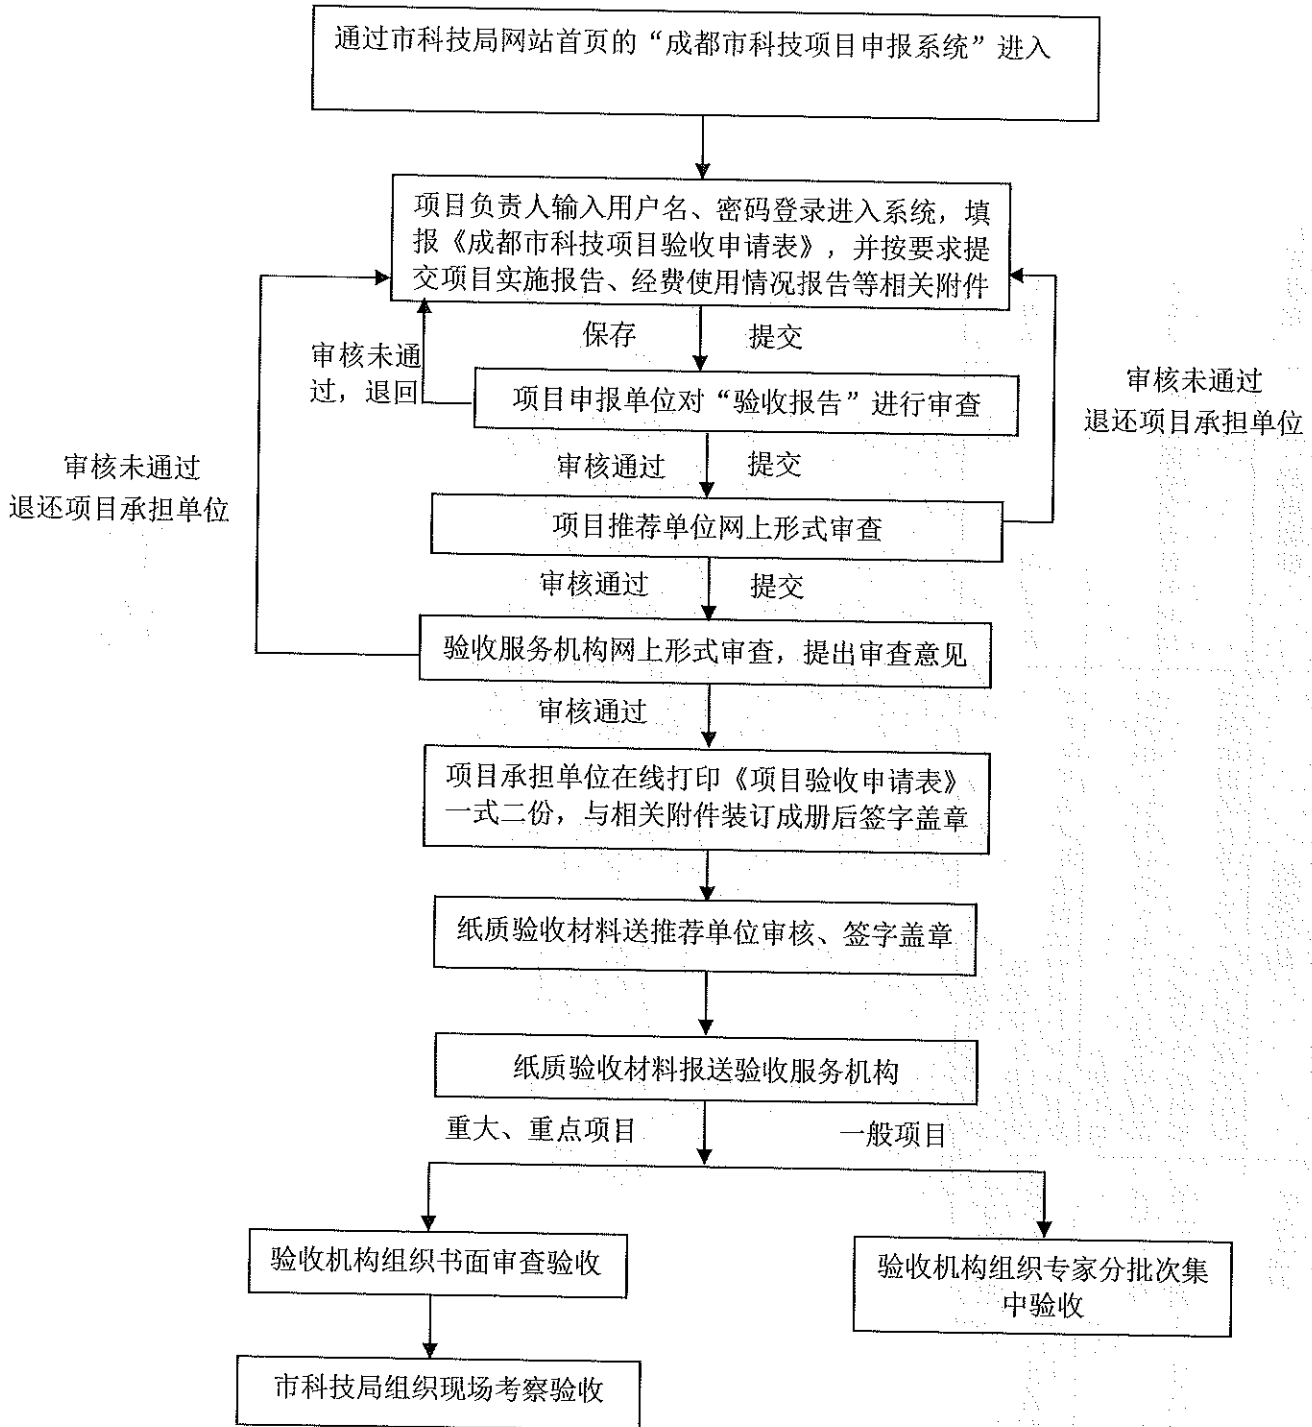 通过市科技局网站首页的“成都市科技项目申报系统”进入
项目负责人输入用户名、密码登录进入系统，填
报《成都市科技项目验收申请表》，并按要求提
交项目实施报告、经费使用情况报告等相关附件
保存
提交
审核未通
过，退回
项目申报单位对“验收报告”进行审查
审核未通过
退还项目承担单位
审核通过
提交
审核未通过
退还项目承担单位
项目推荐单位网上形式审查
审核通过
提交
验收服务机构网上形式审查，提出审查意见
审核通过
项目承担单位在线打印《项目验收申请表》
一式二份，与相关附件装订成册后签字盖章
纸质验收材料送推荐单位审核、签字盖章
纸质验收材料报送验收服务机构
重大、重点项目
一般项目
验收机构组织书面审查验收
验收机构组织专家分批次集
中验收
市科技局组织现场考察验收